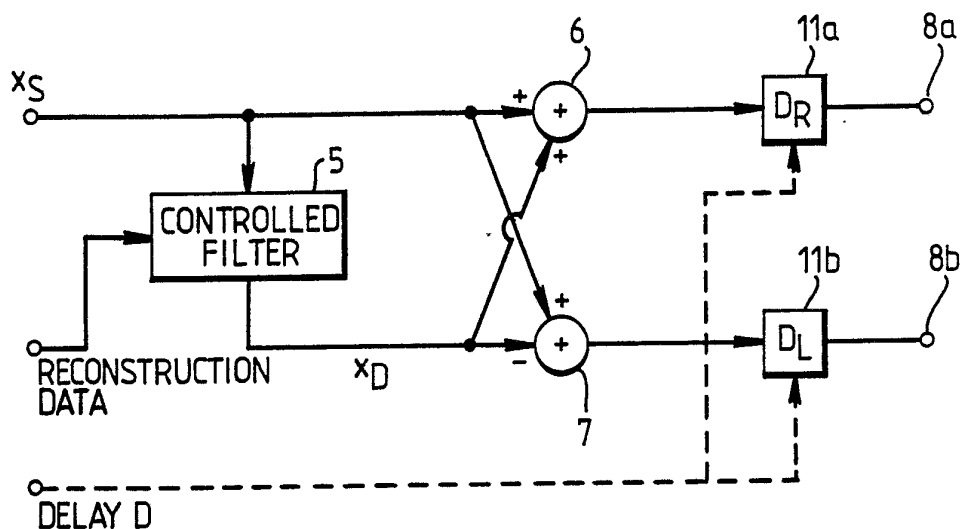 6
11a
8a
xS
+
+
DR
5
+
CONTROLLED
FILTER
11b
8b
+
+
DL
-
RECONSTRUCTION
DATA
xD
7
DELAY D